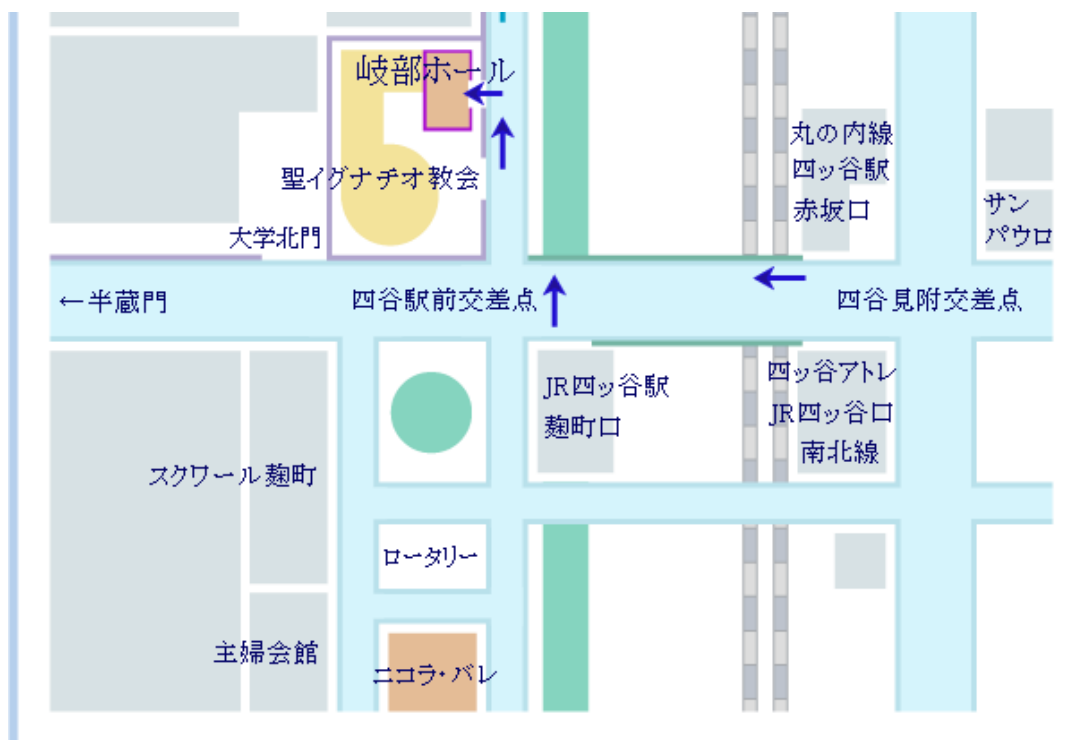 岐部ホール
丸の内線
四ッ谷駅
赤坂口
聖イグナチオ教会
サン
パウロ
大学北門
←半蔵門
四谷駅前交差点
四谷見附交差点
JR四ッ谷駅
麹町口
四ッ谷アトレ
JR四ッ谷口
南北線
スクワール麹町
ロータリー
主婦会館
ニコラ・バレ